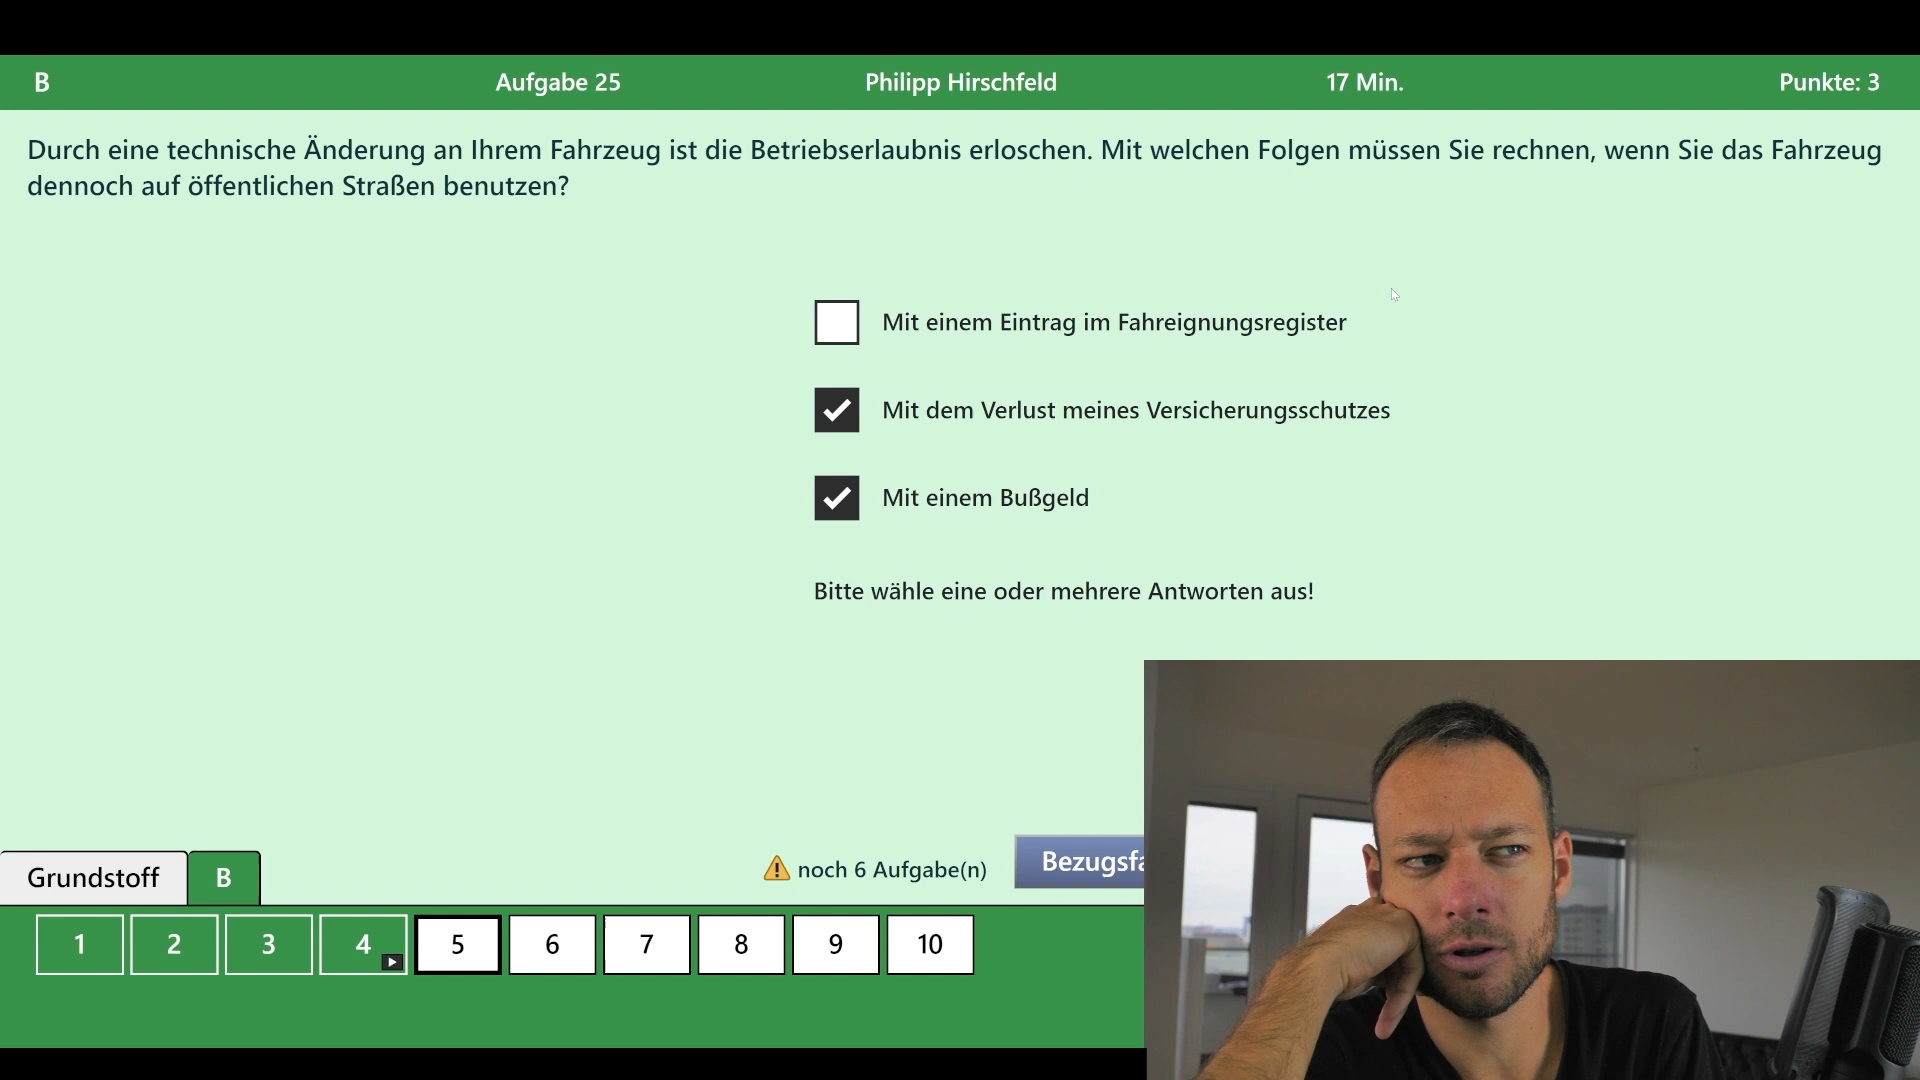 B Aufgabe 25 Philipp Hirschfeld 17 Min. Punkte: 3
Durch eine technische Änderung an Ihrem Fahrzeug ist die Betriebserlaubnis erloschen. Mit welchen Folgen müssen Sie rechnen, wenn Sie das Fahrzeug
dennoch auf öffentlichen Straßen benutzen?
Mit einem Eintrag im Fahreignungsregister
Mit dem Verlust meines Versicherungsschutzes
Mit einem Bußgeld
Bitte wähle eine oder mehrere Antworten aus!
noch 6 Aufgabe(n)
Bezugsfa
Grundstoff B
1 2 3 4 5 6 7 8 9 10